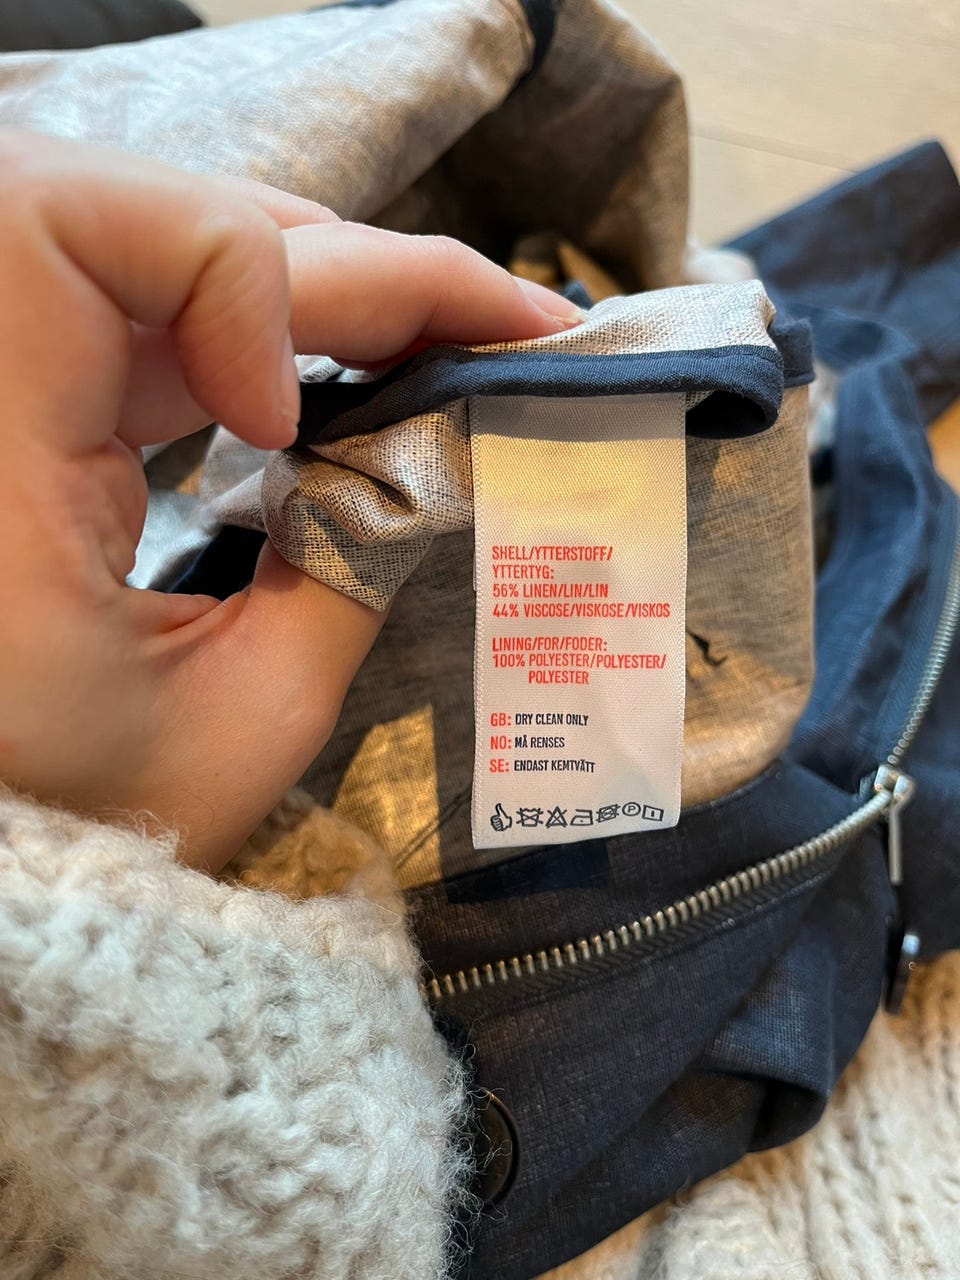 SHELL/YTTERSTOFF/
YTTERTYG:
56% LINEN/LIN/LIN
44% VISCOSE/VISKOSE/VISKOS
LINING/FOR/FODER:
100% POLYESTER/POLYESTER/
POLYESTER
GB: DRY CLEAN ONLY
NO: MÅ RENSES
SE: ENDAST KEMTVÄTT
P